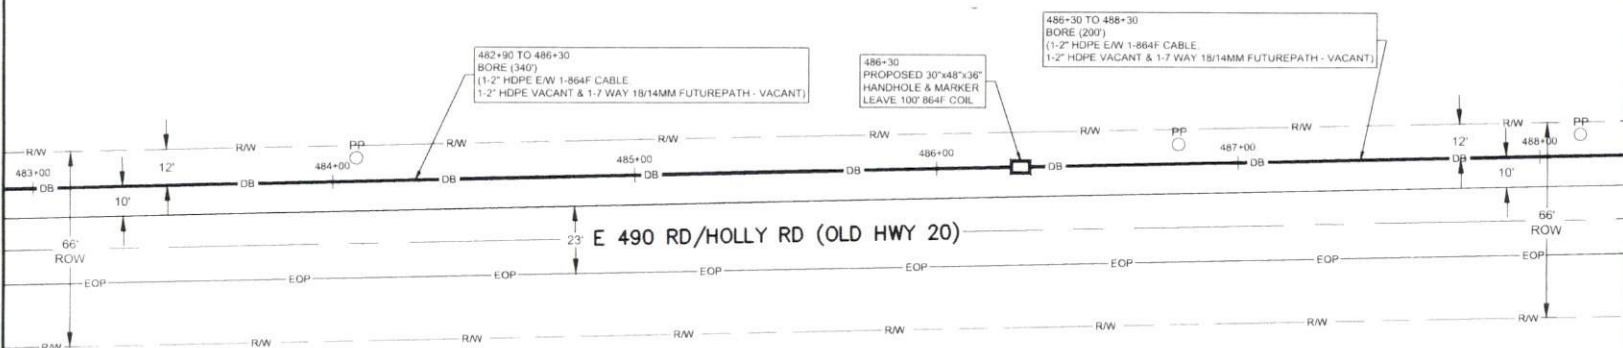 486+30 TO 488+30
BORE (200')
(1-2" HDPE E/W 1-864F CABLE
1-2" HDPE VACANT & 1-7 WAY 18/14MM FUTUREPATH - VACANT)
482+90 TO 486+30
BORE (340')
(1-2" HDPE E/W 1-864F CABLE
1-2" HDPE VACANT & 1-7 WAY 18/14MM FUTUREPATH - VACANT)
486+30
PROPOSED 30"x48"x36"
HANDHOLE & MARKER
LEAVE 100' 864F COIL
R/W R/W PP R/W R/W R/W R/W PP R/W R/W PP
483+00 12' 484+00 485+00 486+00 487+00 12' 488+00
DB DB DB DB DB DB DB DB
10' 10'
66'
ROW
23' E 490 RD/HOLLY RD (OLD HWY 20)
66'
ROW
EOP EOP EOP EOP EOP EOP EOP EOP
R/W R/W R/W R/W R/W R/W R/W R/W